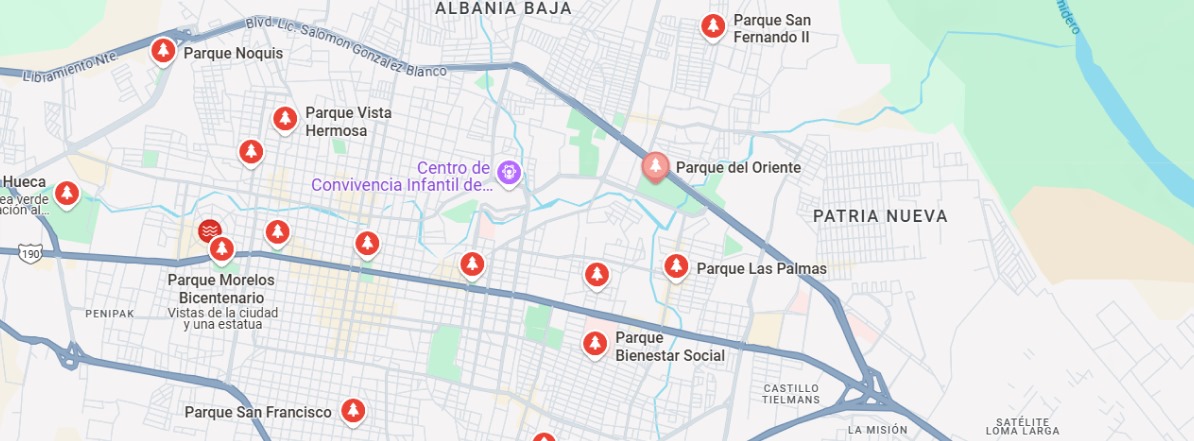 ALBANIA BAJA
Parque San
Fernando II
Blvd. Lic. Salomon Gonzalez Blanco
Libramiento Nte.
Parque Noquis
Parque Vista
Hermosa
Centro de
Convivencia Infantil de...
Parque del Oriente
Hueca
ea verde
ación al...
PATRIA NUEVA
190
Parque Las Palmas
Parque Morelos
Bicentenario
Vistas de la ciudad
y una estatua
PENIPAK
Parque
Bienestar Social
CASTILLO
TIELMANS
Parque San Francisco
LA MISIÓN
SATÉLITE
LOMA LARGA